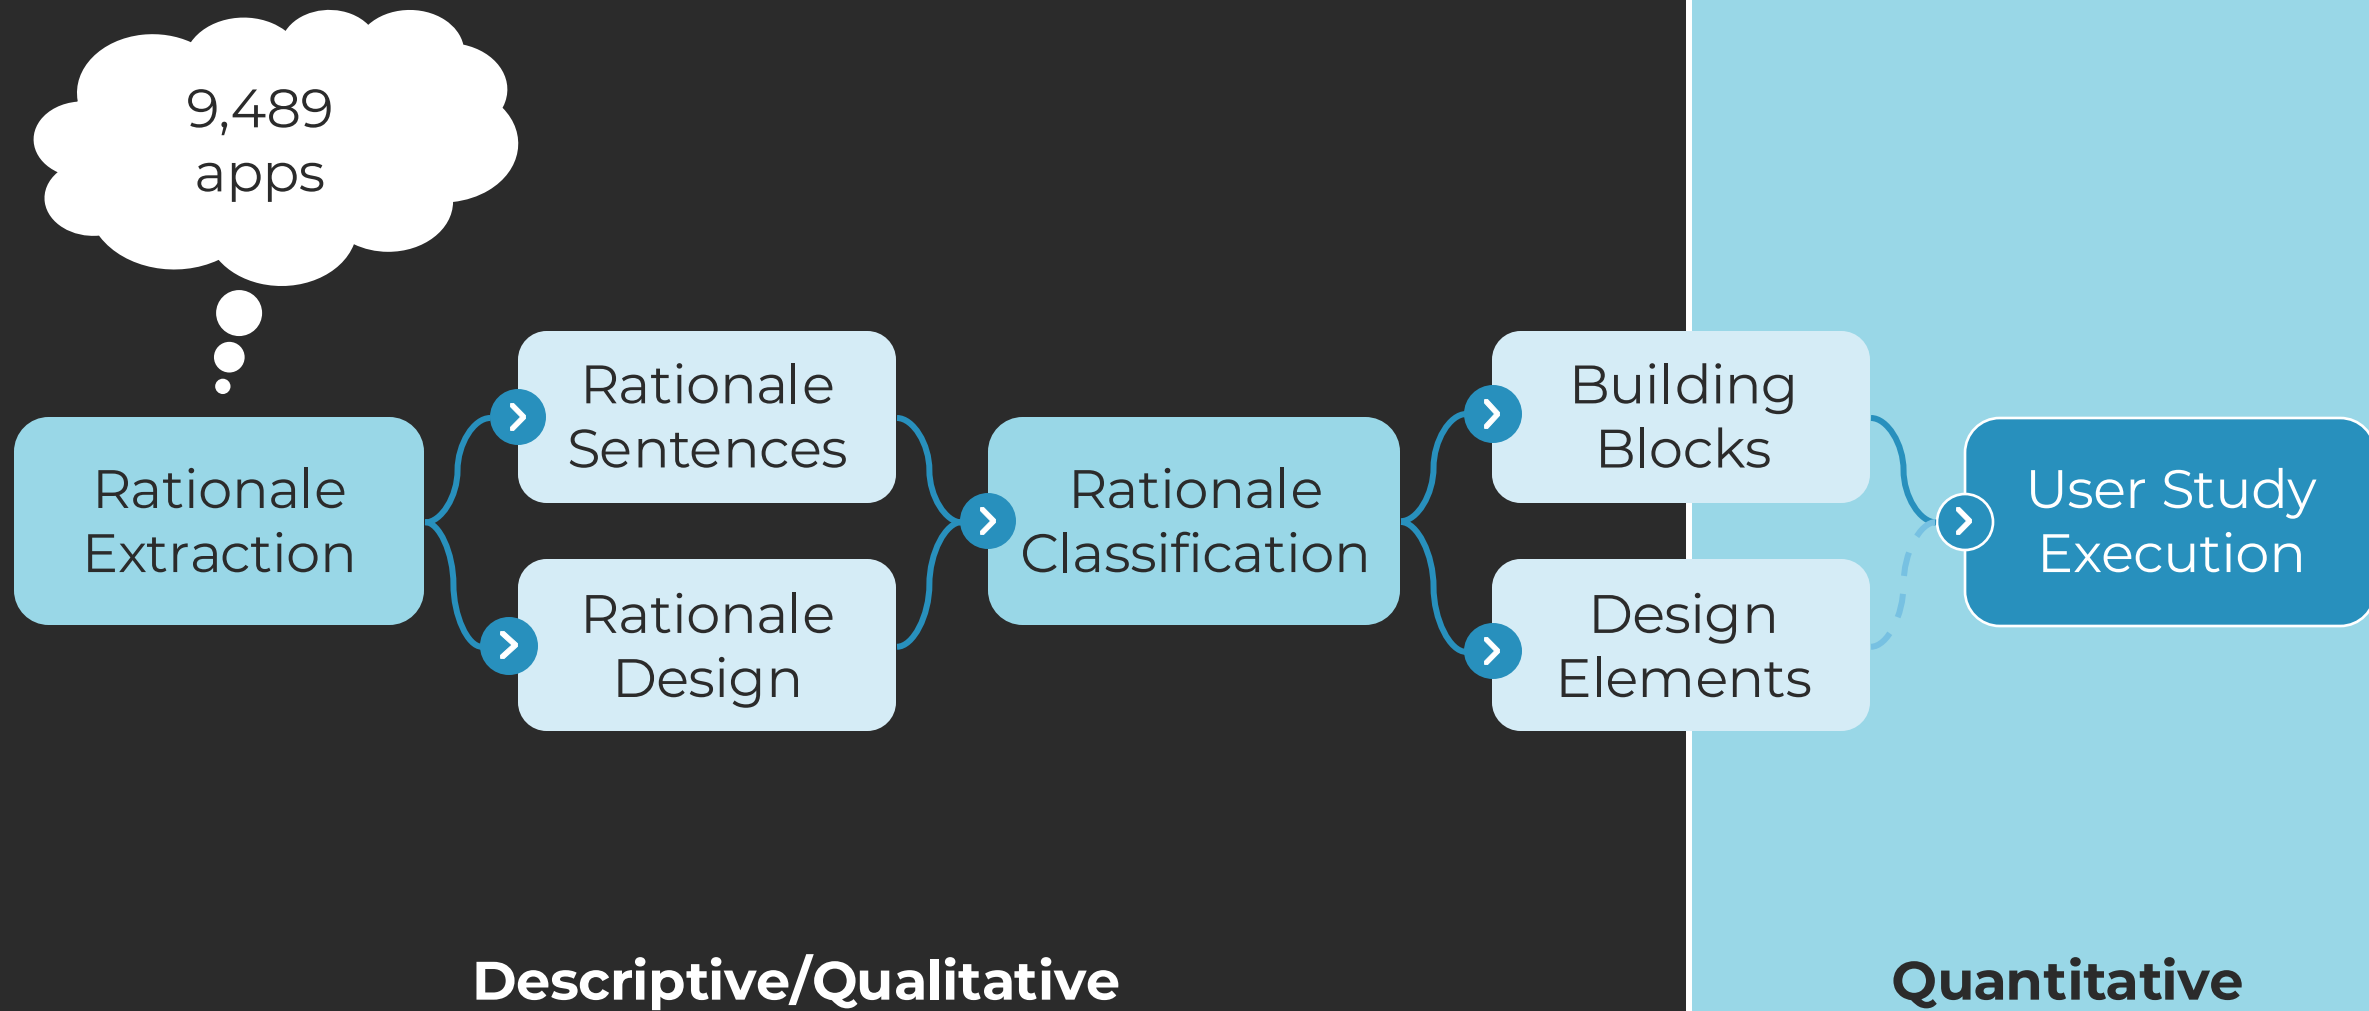 9,489
apps
Rationale
Extraction
Rationale
Sentences
Rationale
Design
Rationale
Classification
Building
Blocks
Design
Elements
User Study
Execution
Descriptive/Qualitative
Quantitative